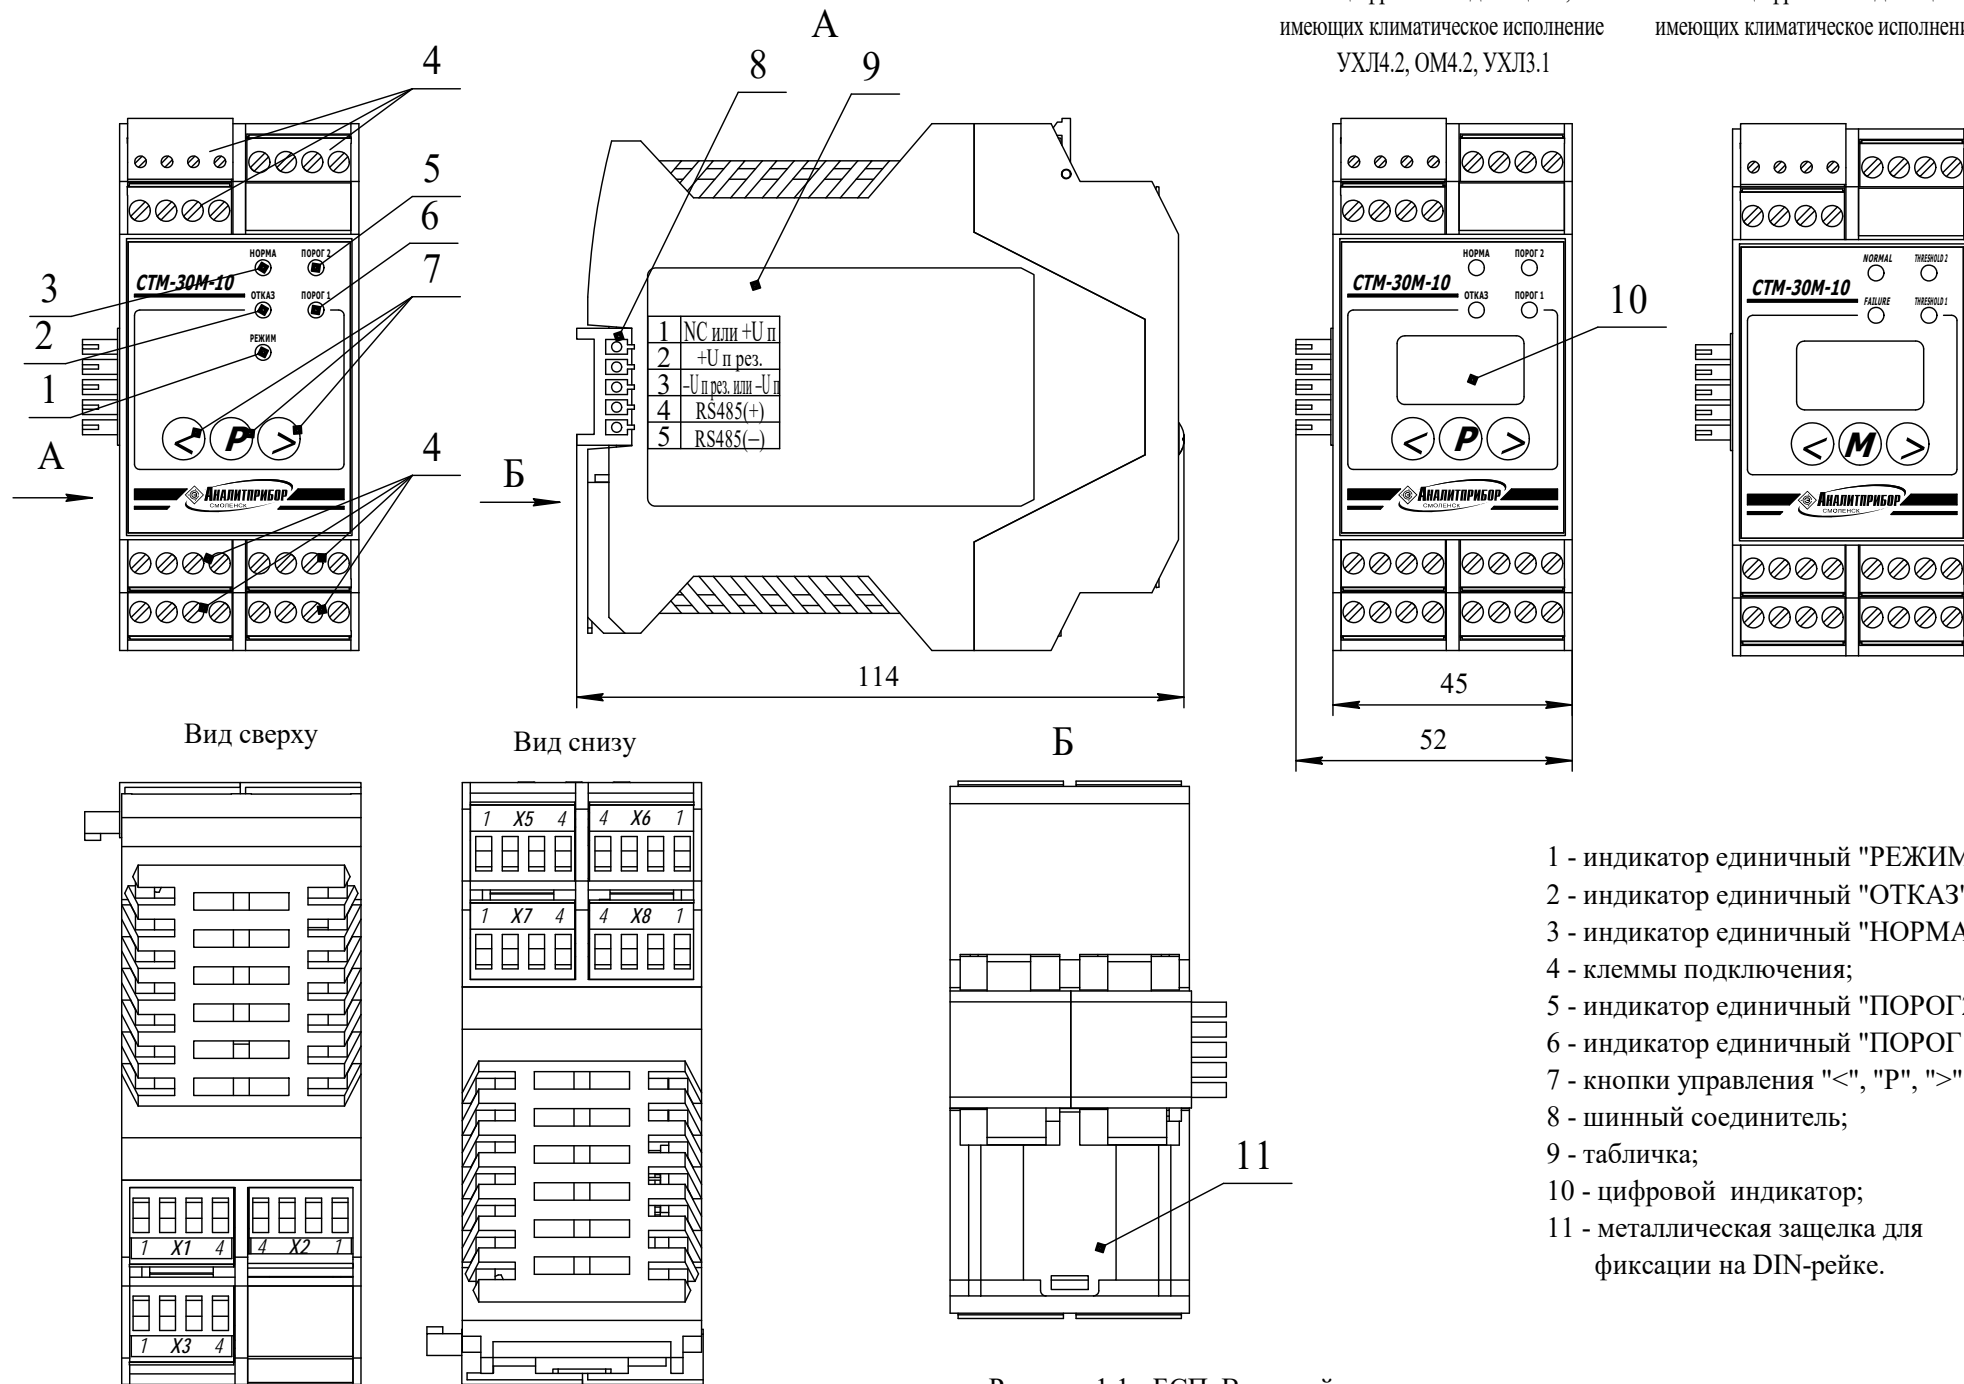 А
имеющих климатическое исполнение
УХЛ4.2, ОМ4.2, УХЛ3.1
имеющих климатическое
4
5
6
7
3
2
1
А
4
НОРМА
ПОРОГ 2
СТМ-30М-10
ОТКАЗ
ПОРОГ 1
РЕЖИМ
< P >
АНАЛИТПРИБОР
СМОЛЕНСК
8
9
Б
1 NC или +U п
2 +U п рез.
3 –U п рез. или –U п
4 RS485(+)
5 RS485(–)
114
НОРМА
ПОРОГ 2
СТМ-30М-10
ОТКАЗ
ПОРОГ 1
10
< P >
АНАЛИТПРИБОР
СМОЛЕНСК
45
52
NORMAL
THRESHOLD 2
СТМ-30М-10
FAILURE
THRESHOLD 1
< M >
АНАЛИТПРИБОР
СМОЛЕНСК
Вид сверху
1 X1 4
4 X2 1
1 X3 4
Вид снизу
1 X5 4
4 X6 1
1 X7 4
4 X8 1
Б
11
1 - индикатор единичный "РЕЖИМ
2 - индикатор единичный "ОТКАЗ"
3 - индикатор единичный "НОРМА
4 - клеммы подключения;
5 - индикатор единичный "ПОРОГ
6 - индикатор единичный "ПОРОГ
7 - кнопки управления "<", "Р", ">"
8 - шинный соединитель;
9 - табличка;
10 - цифровой индикатор;
11 - металлическая защелка для
фиксации на DIN-рейке.